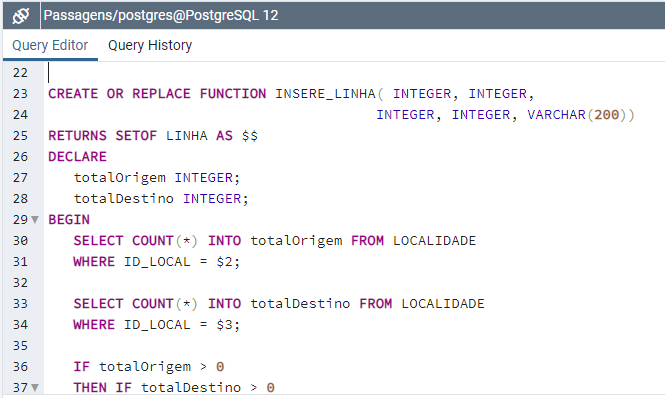 Passagens/postgres@PostgreSQL 12
Query Editor Query History
22
23 CREATE OR REPLACE FUNCTION INSERE_LINHA( INTEGER, INTEGER,
24 INTEGER, INTEGER, VARCHAR(200))
25 RETURNS SETOF LINHA AS $$
26 DECLARE
27 totalOrigem INTEGER;
28 totalDestino INTEGER;
29 BEGIN
30 SELECT COUNT(*) INTO totalOrigem FROM LOCALIDADE
31 WHERE ID_LOCAL = $2;
32
33 SELECT COUNT(*) INTO totalDestino FROM LOCALIDADE
34 WHERE ID_LOCAL = $3;
35
36 IF totalOrigem > 0
37 THEN IF totalDestino > 0